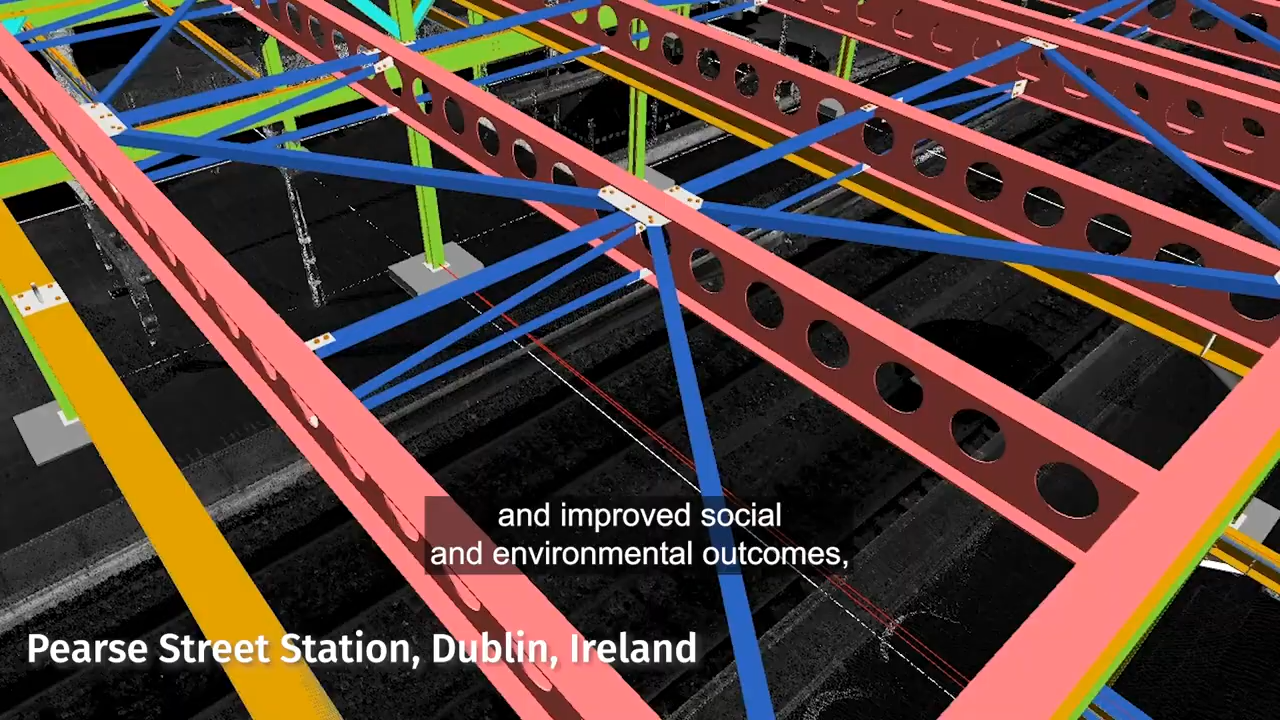 and improved social
and environmental outcomes,
Pearse Street Station, Dublin, Ireland